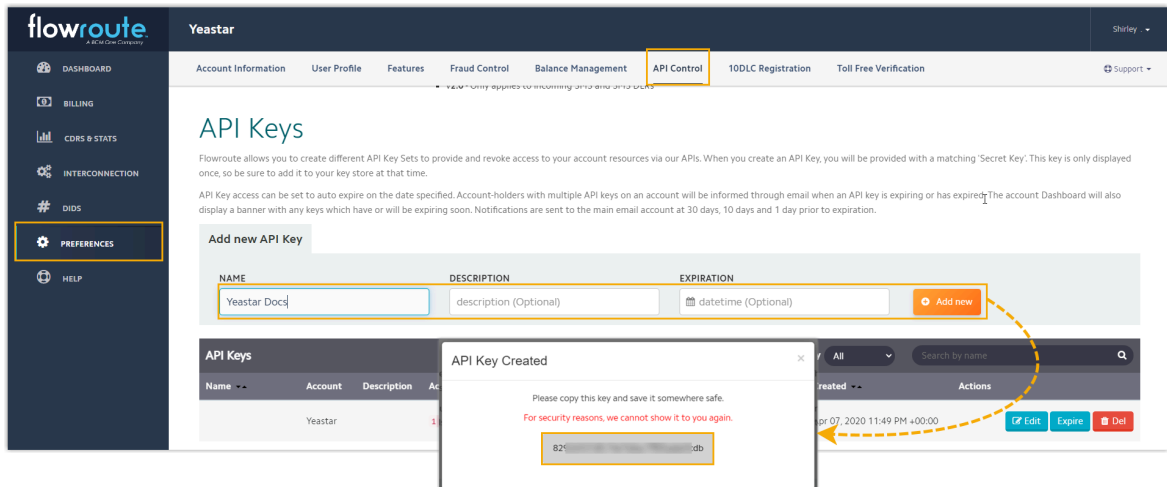 flowroute
A BCM One Company
Yeastar
Shirley .
DASHBOARD
BILLING
CDRS & STATS
INTERCONNECTION
DIDS
PREFERENCES
HELP
Account Information User Profile Features Fraud Control Balance Management API Control 10DLC Registration Toll Free Verification Support
v2.0 - Only applies to incoming SMS and SMS DLRs
API Keys
Flowroute allows you to create different API Key Sets to provide and revoke access to your account resources via our APIs. When you create an API Key, you will be provided with a matching 'Secret Key'. This key is only displayed
once, so be sure to add it to your key store at that time.
API Key access can be set to auto expire on the date specified. Account-holders with multiple API keys on an account will be informed through email when an API key is expiring or has expired. The account Dashboard will also
display a banner with any keys which have or will be expiring soon. Notifications are sent to the main email account at 30 days, 10 days and 1 day prior to expiration.
Add new API Key
NAME DESCRIPTION EXPIRATION
Yeastar Docs description (Optional) datetime (Optional) Add new
API Keys All Search by name
Name Account Description Actions
Yeastar 07, 2020 11:49 PM +00:00 Edit Expire Del
API Key Created ×
Please copy this key and save it somewhere safe.
For security reasons, we cannot show it to you again.
829 cdb